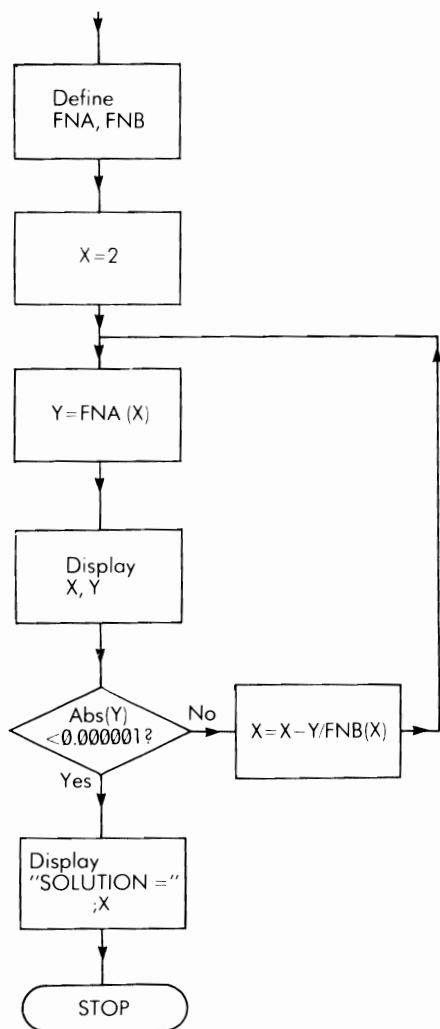 Define
FNA, FNB
X=2
Y=FNA (X)
Display
X, Y
Abs(Y)
<0.000001?
No
X=X−Y/FNB(X)
Yes
Display
"SOLUTION ="
;X
STOP